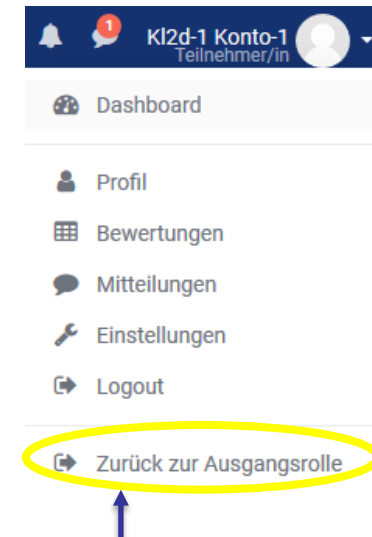 1
Kl2d-1 Konto-1
Teilnehmer/in
Dashboard
Profil
Bewertungen
Mitteilungen
Einstellungen
Logout
Zurück zur Ausgangsrolle